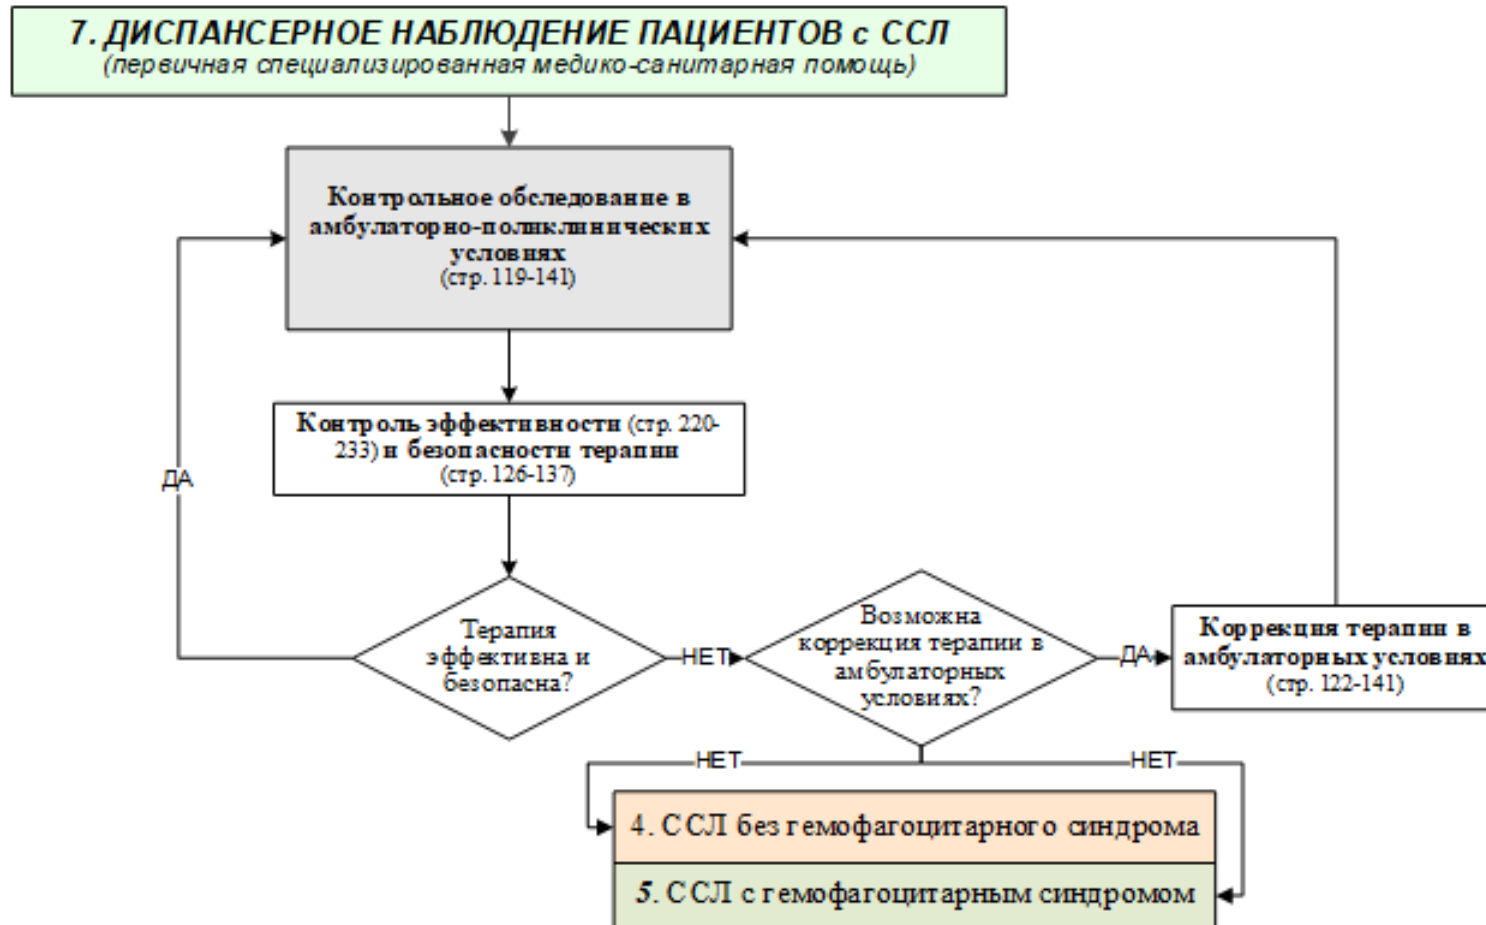 7. ДИСПАНСЕРНОЕ НАБЛЮДЕНИЕ ПАЦИЕНТОВ с ССЛ
(первичная специализированная медико-санитарная помощь)
Контрольное обследование в
амбулаторно-поликлинических
условиях
(стр. 119-141)
Контроль эффективности (стр. 220-
233) и безопасности терапии
(стр. 126-137)
ДА
Терапия
эффективна и
безопасна?
НЕТ
Возможна
коррекция терапии в
амбулаторных
условиях?
ДА
Коррекция терапии в
амбулаторных условиях
(стр. 122-141)
НЕТ
НЕТ
4. ССЛ без гемофагоцитарного синдрома
5. ССЛ с гемофагоцитарным синдромом